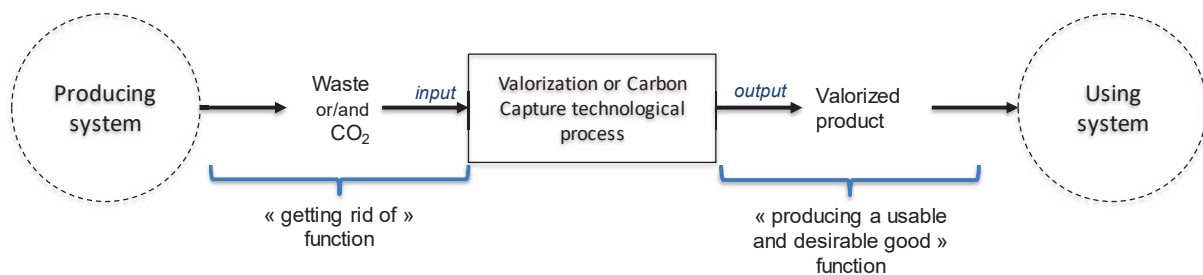 Producing
system
Waste
or/and
CO₂
input
Valorization or Carbon
Capture technological
process
output
Valorized
product
Using
system
« getting rid of »
function
« producing a usable
and desirable good »
function